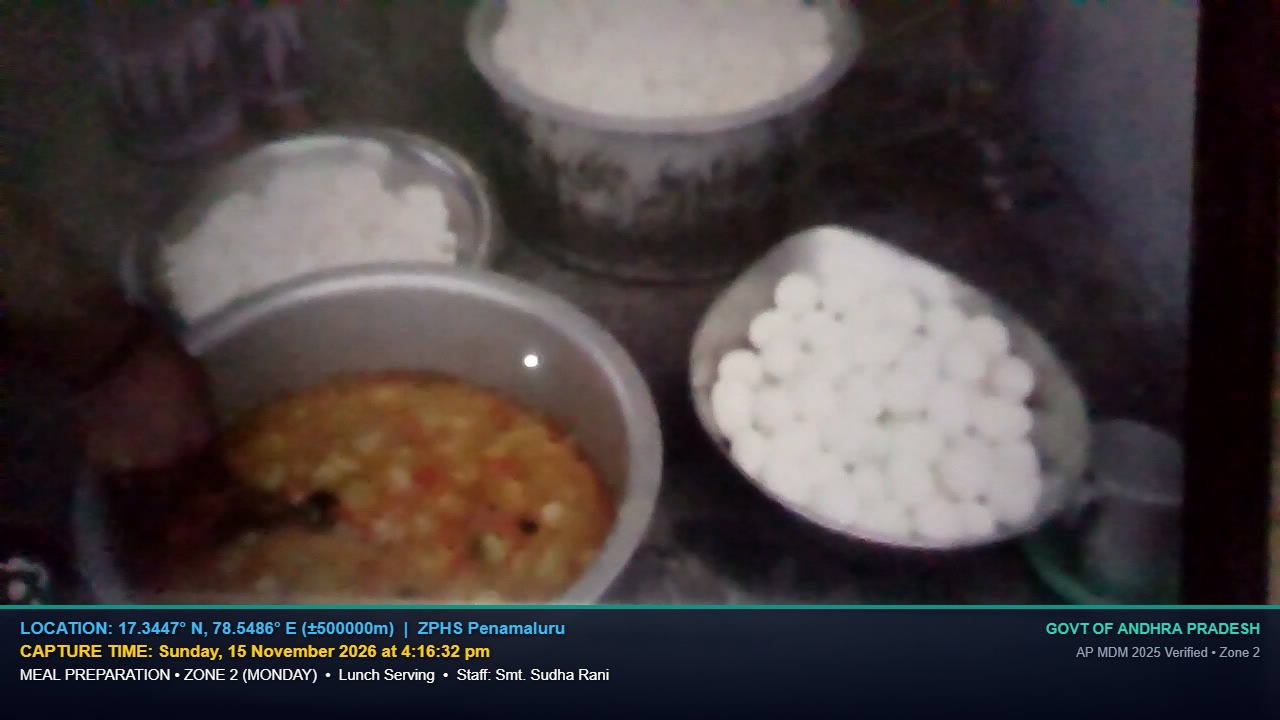 LOCATION: 17.3447° N, 78.5486° E (±500000m) | ZPHS Penamaluru
CAPTURE TIME: Sunday, 15 November 2026 at 4:16:32 pm
MEAL PREPARATION • ZONE 2 (MONDAY) • Lunch Serving • Staff: Smt. Sudha Rani
GOVT OF ANDHRA PRADESH
AP MDM 2025 Verified • Zone 2